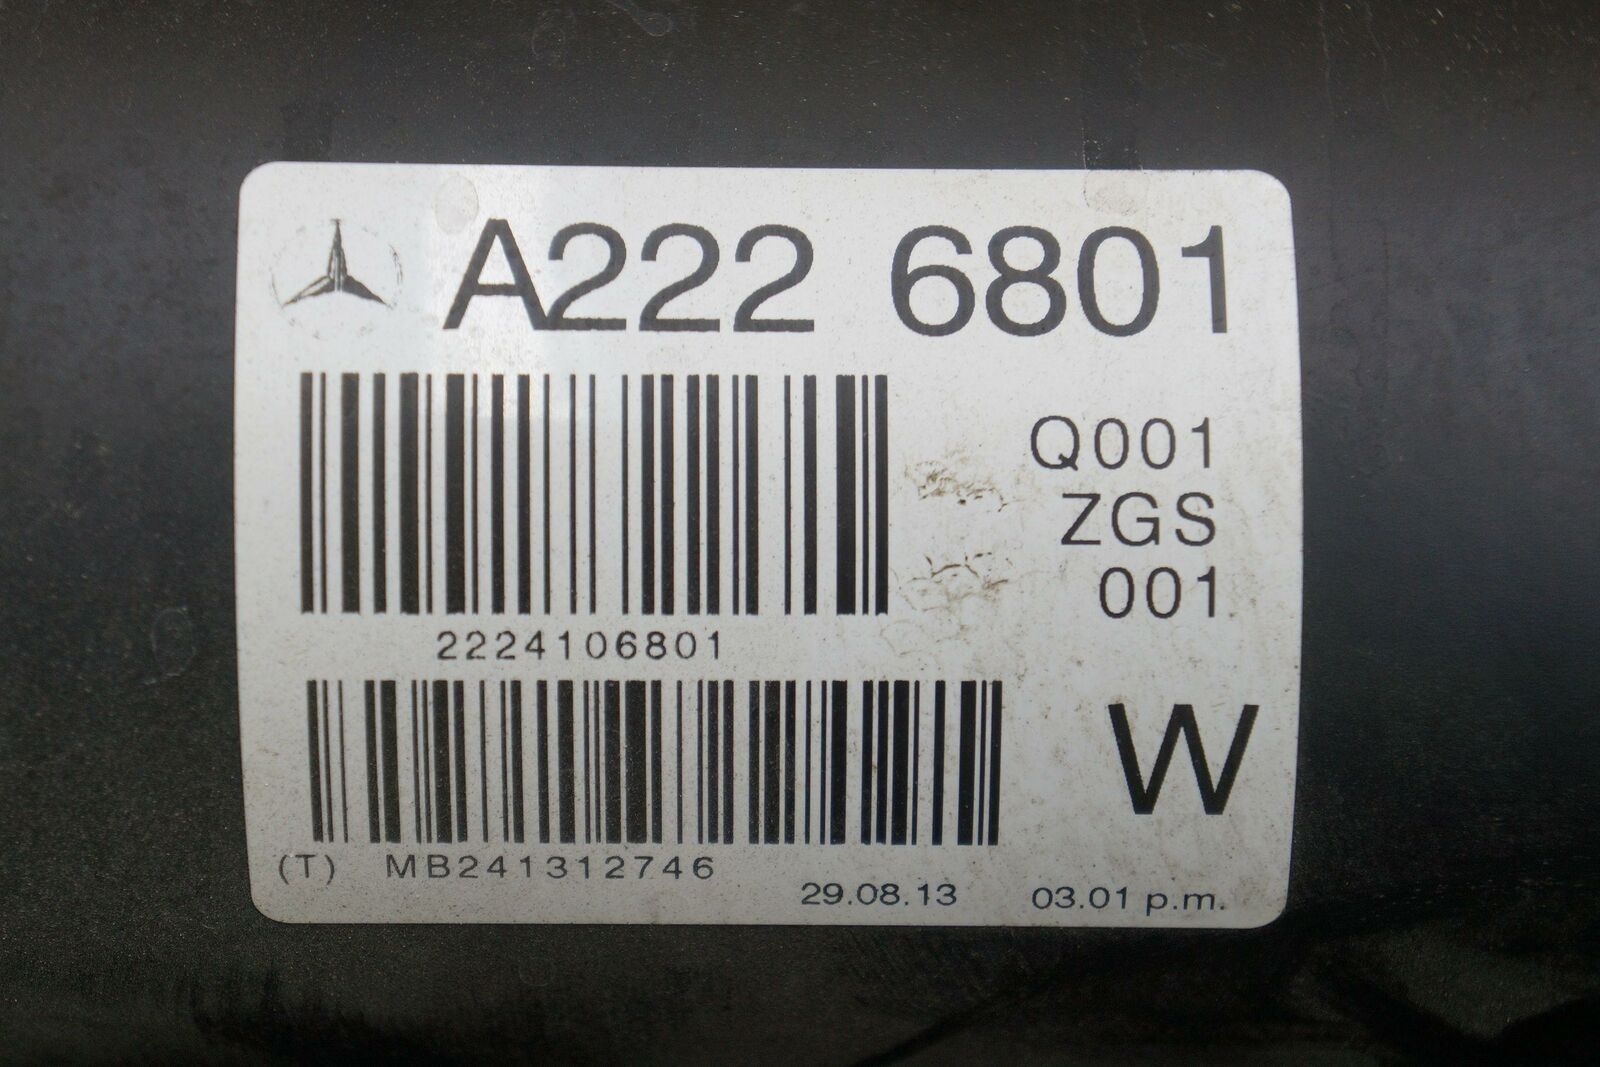 A222 6801
Q001
ZGS
001
2224106801
W
(T) MB241312746
29.08.13 03.01 p.m.